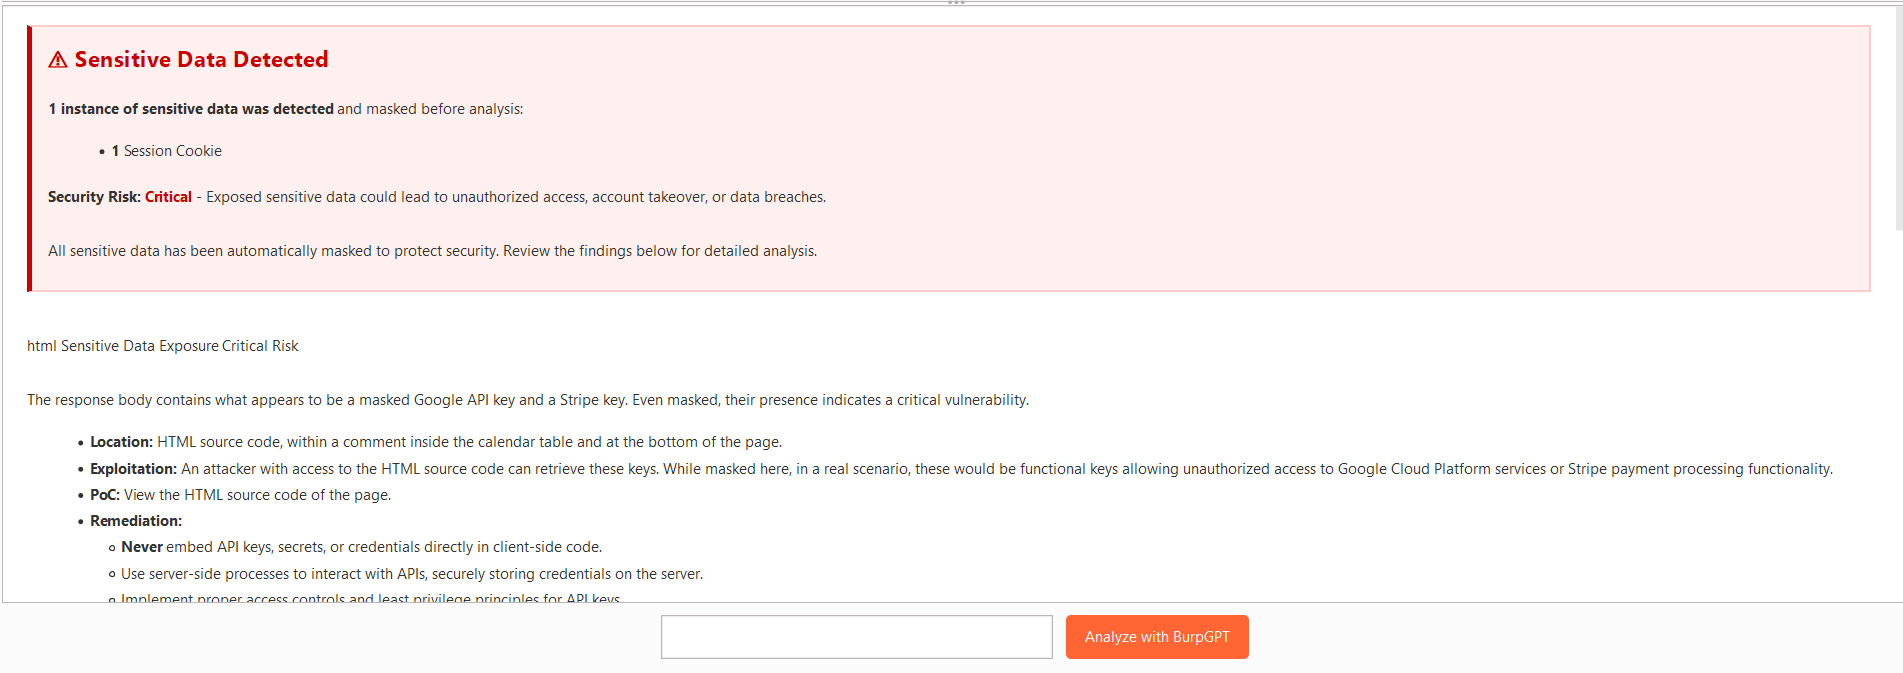 ⚠ Sensitive Data Detected
1 instance of sensitive data was detected and masked before analysis:
• 1 Session Cookie
Security Risk: Critical - Exposed sensitive data could lead to unauthorized access, account takeover, or data breaches.
All sensitive data has been automatically masked to protect security. Review the findings below for detailed analysis.
html Sensitive Data Exposure Critical Risk
The response body contains what appears to be a masked Google API key and a Stripe key. Even masked, their presence indicates a critical vulnerability.
• Location: HTML source code, within a comment inside the calendar table and at the bottom of the page.
• Exploitation: An attacker with access to the HTML source code can retrieve these keys. While masked here, in a real scenario, these would be functional keys allowing unauthorized access to Google Cloud Platform services or Stripe payment processing functionality.
• PoC: View the HTML source code of the page.
• Remediation:
◦ Never embed API keys, secrets, or credentials directly in client-side code.
◦ Use server-side processes to interact with APIs, securely storing credentials on the server.
◦ Implement proper access controls and least privilege principles for API keys.
Analyze with BurpGPT